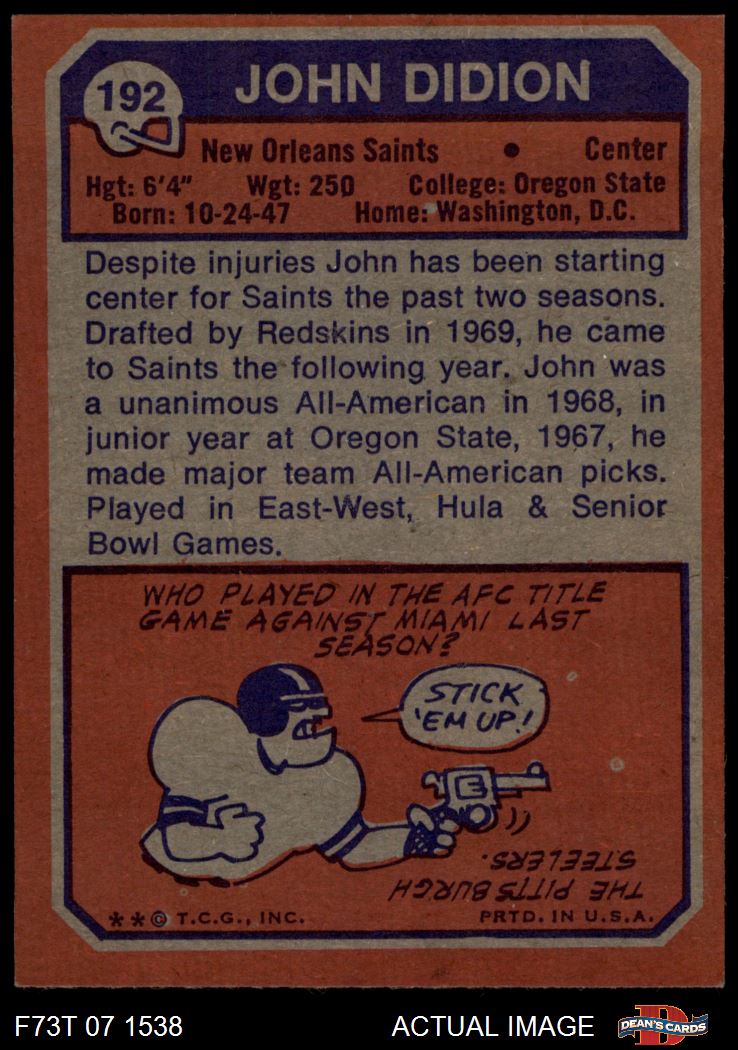 192
JOHN DIDION
New Orleans Saints • Center
Hgt: 6'4" Wgt: 250 College: Oregon State
Born: 10-24-47 Home: Washington, D.C.
Despite injuries John has been starting
center for Saints the past two seasons.
Drafted by Redskins in 1969, he came
to Saints the following year. John was
a unanimous All-American in 1968, in
junior year at Oregon State, 1967, he
made major team All-American picks.
Played in East-West, Hula & Senior
Bowl Games.
WHO PLAYED IN THE AFC TITLE
GAME AGAINST MIAMI LAST
SEASON?
STICK
'EM UP!
THE PITTSBURGH
STEELERS.
**© T.C.G., INC. PRTD. IN U.S.A.
F73T 07 1538 ACTUAL IMAGE
D
DEAN'S CARDS